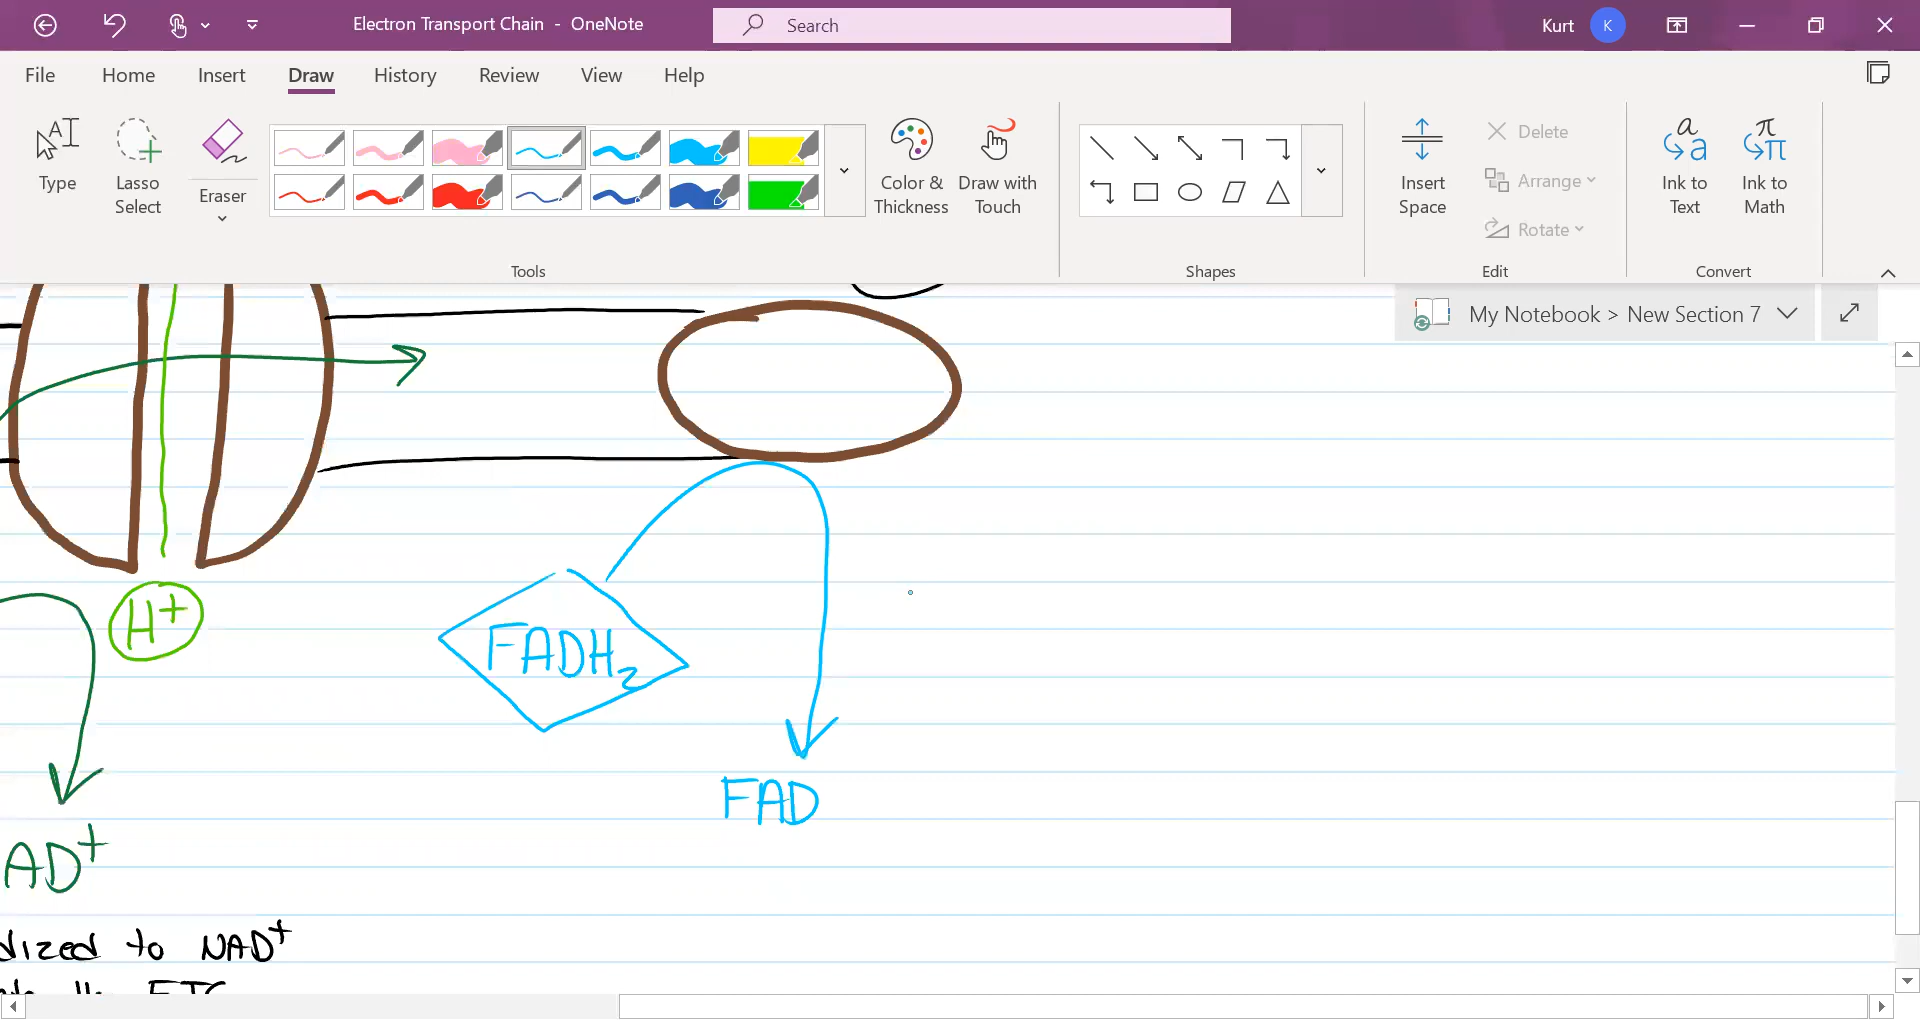 Electron Transport Chain - OneNote
Search
Kurt
K
File
Home
Insert
Draw
History
Review
View
Help
Type
Lasso
Select
Eraser
Color &
Thickness
Draw with
Touch
Tools
Shapes
Insert
Space
Delete
Arrange
Rotate
Edit
Ink to
Text
Ink to
Math
Convert
My Notebook > New Section 7
H+
FADH2
FAD
AD+
dized to NAD+
ETC